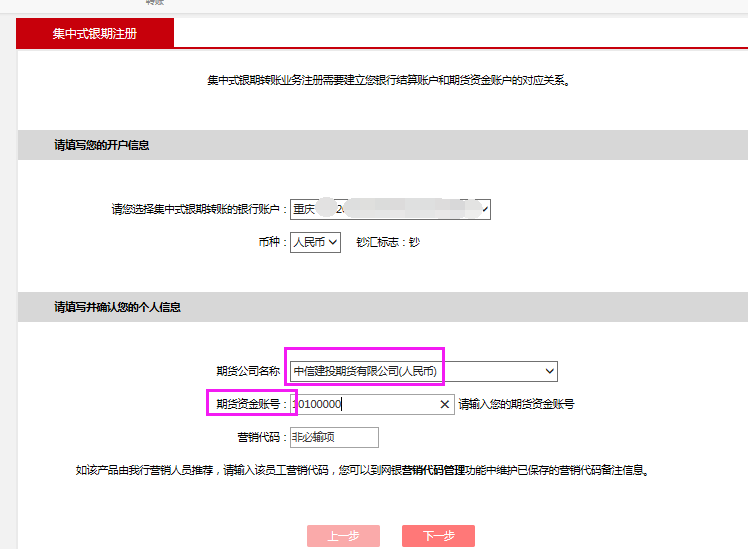 转账
集中式银期注册
集中式银期转账业务注册需要建立您银行结算账户和期货资金账户的对应关系。
请填写您的开户信息
请您选择集中式银期转账的银行账户：重庆
币种：人民币 钞汇标志：钞
请填写并确认您的个人信息
期货公司名称 中信建投期货有限公司(人民币)
期货资金账号：10100000 请输入您的期货资金账号
营销代码：非必输项
如该产品由我行营销人员推荐，请输入该员工营销代码，您可以到网银营销代码管理功能中维护已保存的营销代码备注信息。
上一步 下一步